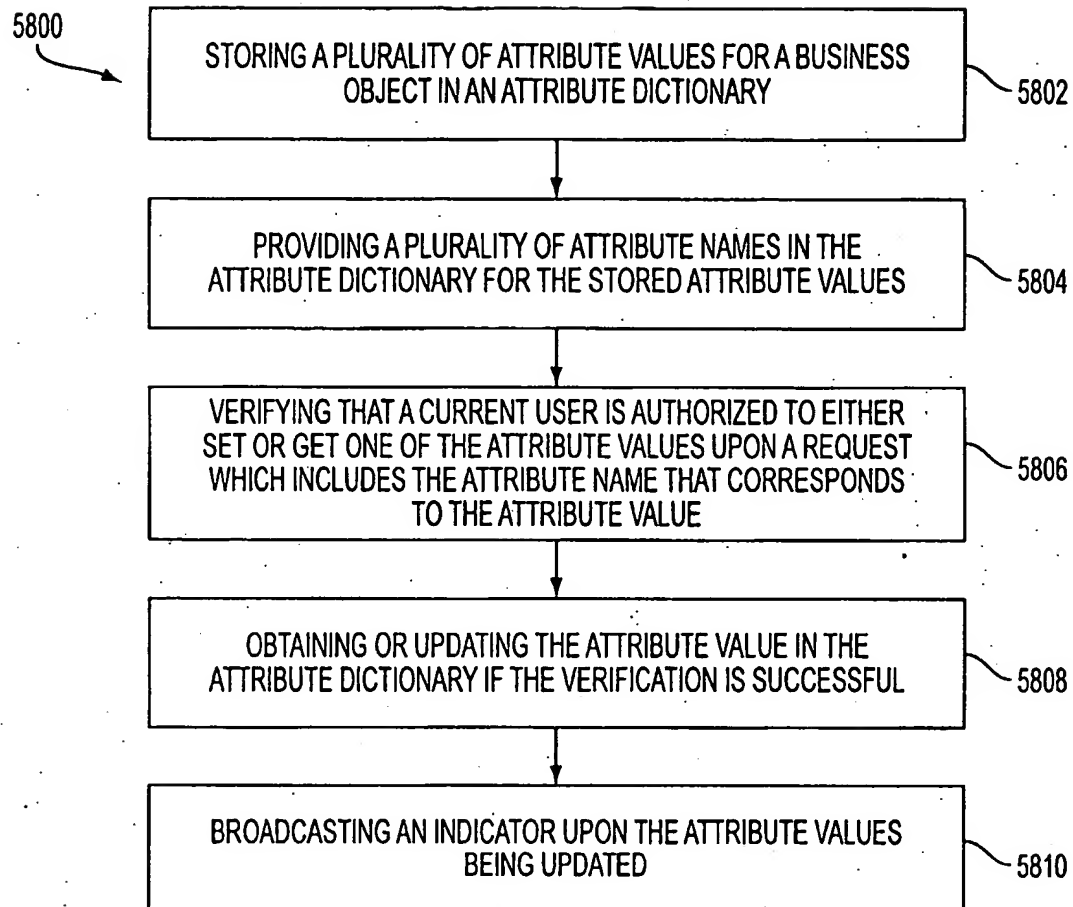 5800
STORING A PLURALITY OF ATTRIBUTE VALUES FOR A BUSINESS
OBJECT IN AN ATTRIBUTE DICTIONARY
5802
PROVIDING A PLURALITY OF ATTRIBUTE NAMES IN THE
ATTRIBUTE DICTIONARY FOR THE STORED ATTRIBUTE VALUES
5804
VERIFYING THAT A CURRENT USER IS AUTHORIZED TO EITHER
SET OR GET ONE OF THE ATTRIBUTE VALUES UPON A REQUEST
WHICH INCLUDES THE ATTRIBUTE NAME THAT CORRESPONDS
TO THE ATTRIBUTE VALUE
5806
OBTAINING OR UPDATING THE ATTRIBUTE VALUE IN THE
ATTRIBUTE DICTIONARY IF THE VERIFICATION IS SUCCESSFUL
5808
BROADCASTING AN INDICATOR UPON THE ATTRIBUTE VALUES
BEING UPDATED
5810